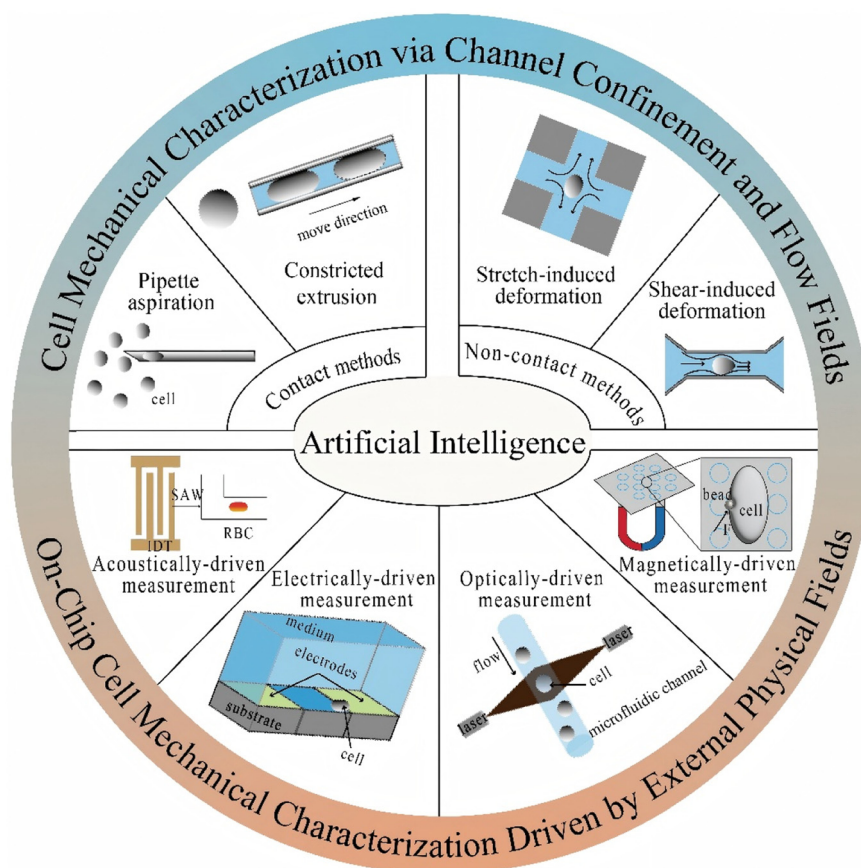 Cell Mechanical Characterization via Channel Confinement and Flow Fields
move direction
Constricted
extrusion
Pipette
aspiration
cell
Contact methods
Stretch-induced
deformation
Shear-induced
deformation
Non-contact methods
Artificial Intelligence
SAW
IDT
RBC
Acoustically-driven
measurement
Electrically-driven
measurement
medium
electrodes
substrate
cell
Optically-driven
measurement
laser
flow
cell
laser
microfluidic channel
bead
cell
F
Magnetically-driven
measurement
On-Chip Cell Mechanical Characterization Driven by External Physical Fields